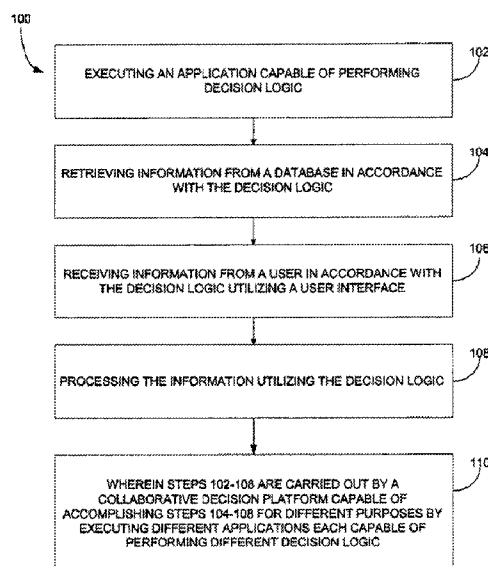 100
102
EXECUTING AN APPLICATION CAPABLE OF PERFORMING
DECISION LOGIC
104
RETRIEVING INFORMATION FROM A DATABASE IN ACCORDANCE
WITH THE DECISION LOGIC
106
RECEIVING INFORMATION FROM A USER IN ACCORDANCE WITH
THE DECISION LOGIC UTILIZING A USER INTERFACE
108
PROCESSING THE INFORMATION UTILIZING THE DECISION LOGIC
110
WHEREIN STEPS 102-108 ARE CARRIED OUT BY A
COLLABORATIVE DECISION PLATFORM CAPABLE OF
ACCOMPLISHING STEPS 104-108 FOR DIFFERENT PURPOSES BY
EXECUTING DIFFERENT APPLICATIONS EACH CAPABLE OF
PERFORMING DIFFERENT DECISION LOGIC